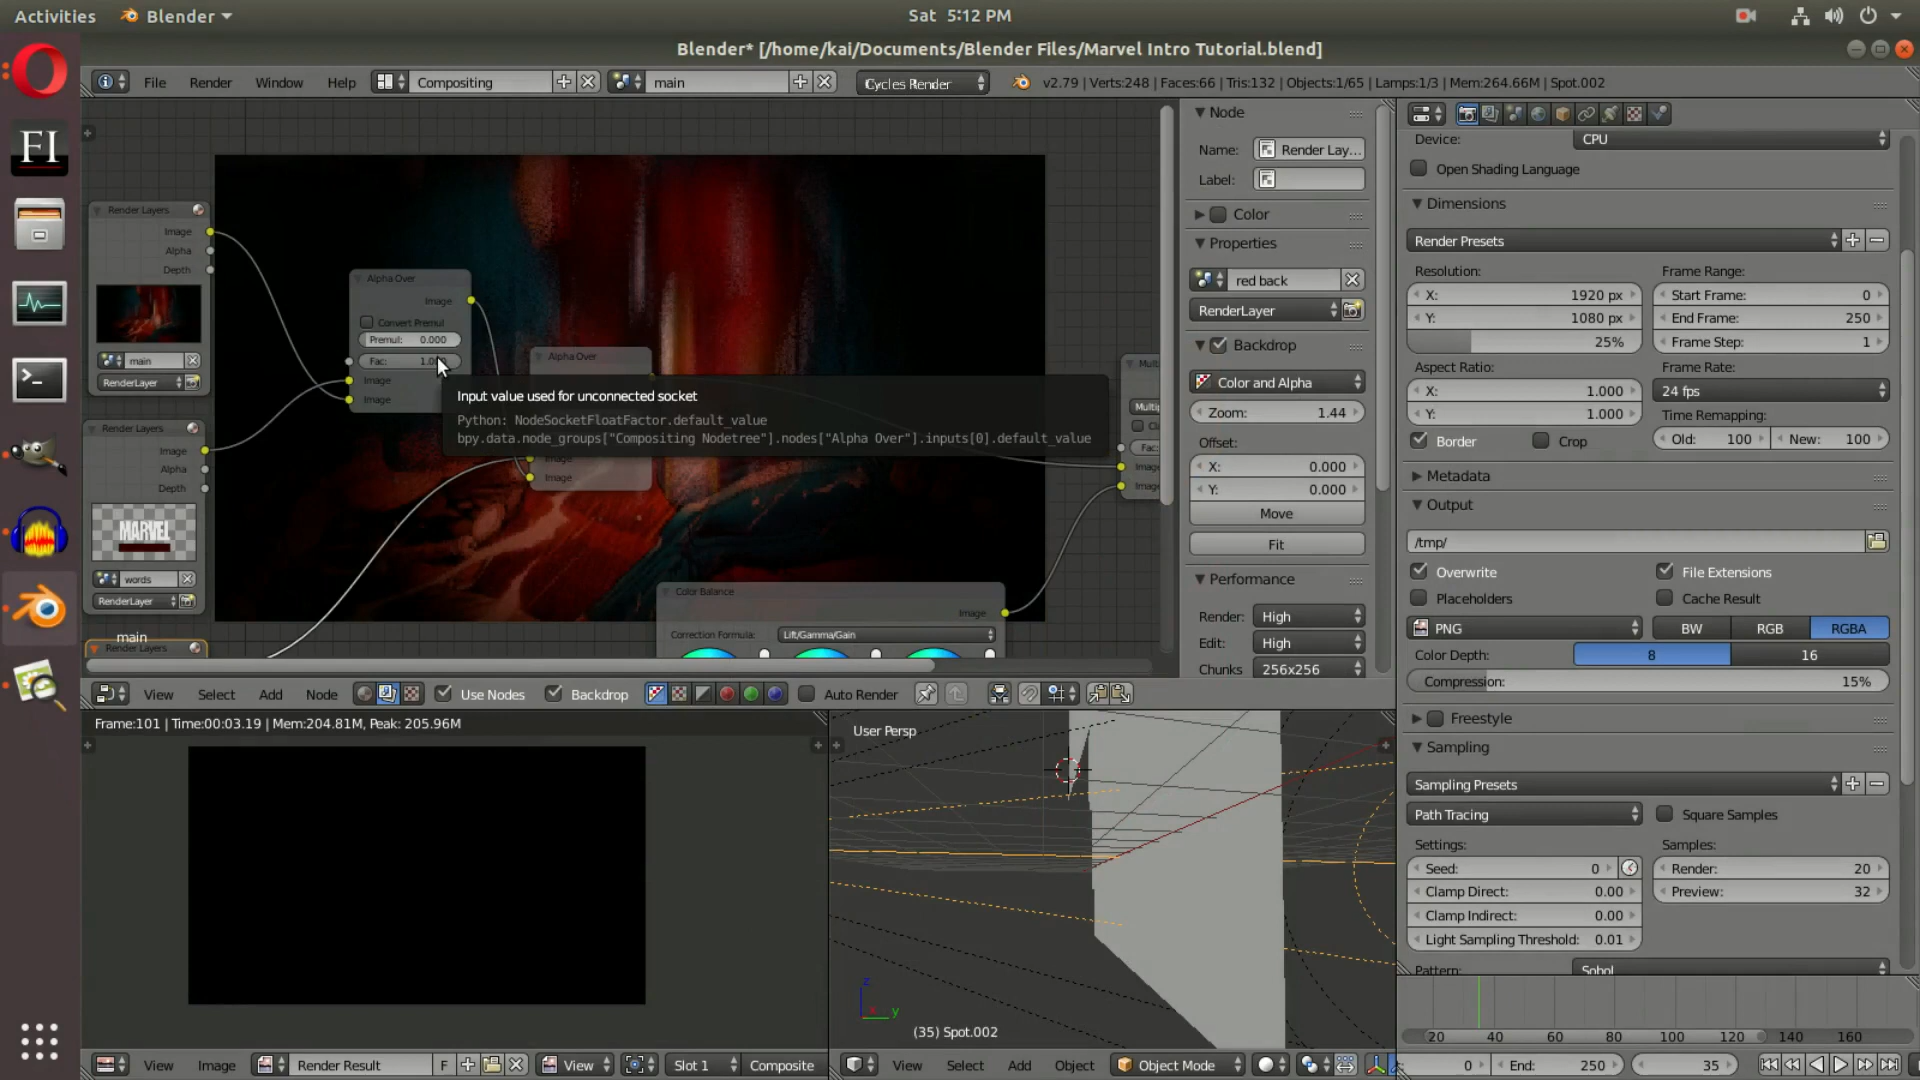 Activities
Blender
Sat 5:12 PM
Blender* [/home/kai/Documents/Blender Files/Marvel Intro Tutorial.blend]
File Render Window Help Compositing main Cycles Render v2.79 | Verts:248 | Faces:66 | Tris:132 | Objects:1/65 | Lamps:1/3 | Mem:264.66M | Spot.002
FI
Render Layers
Image
Alpha
Depth
main
RenderLayer
Render Layers
Image
Alpha
Depth
MARVEL
words
RenderLayer
main
Render Layers
Alpha Over
Image
Convert Premul
Premul: 0.000
Fac:
Image
Image
Alpha Over
Input value used for unconnected socket
Python: NodeSocketFloatFactor.default_value
bpy.data.node_groups["Compositing Nodetree"].nodes["Alpha Over"].inputs[0].default_value
Image
Image
Color Balance
Image
Correction Formula: Lift/Gamma/Gain
Fac:
Image
Image
Node
Name: Render Lay...
Label:
Color
Properties
red back
RenderLayer
Backdrop
Color and Alpha
Zoom: 1.44
Offset:
X: 0.000
Y: 0.000
Move
Fit
Performance
Render: High
Edit: High
Chunks 256x256
View Select Add Node Use Nodes Backdrop Auto Render
Device: CPU
Open Shading Language
Dimensions
Render Presets
Resolution: Frame Range:
X: 1920 px Start Frame: 0
Y: 1080 px End Frame: 250
25% Frame Step: 1
Aspect Ratio: Frame Rate:
X: 1.000 24 fps
Y: 1.000 Time Remapping:
Border Crop Old: 100 New: 100
Metadata
Output
/tmp/
Overwrite File Extensions
Placeholders Cache Result
PNG BW RGB RGBA
Color Depth: 8 16
Compression: 15%
Freestyle
Sampling
Sampling Presets
Path Tracing Square Samples
Settings: Samples:
Seed: 0 Render: 20
Clamp Direct: 0.00 Preview: 32
Clamp Indirect: 0.00
Light Sampling Threshold: 0.01
Pattern: Sobol
Frame:101 | Time:00:03.19 | Mem:204.81M, Peak: 205.96M
View Image Render Result F View Slot 1 Composite
User Persp
z
x
y
(35) Spot.002
View Select Add Object Object Mode
20 40 60 80 100 120 140 160
0 End: 250 35